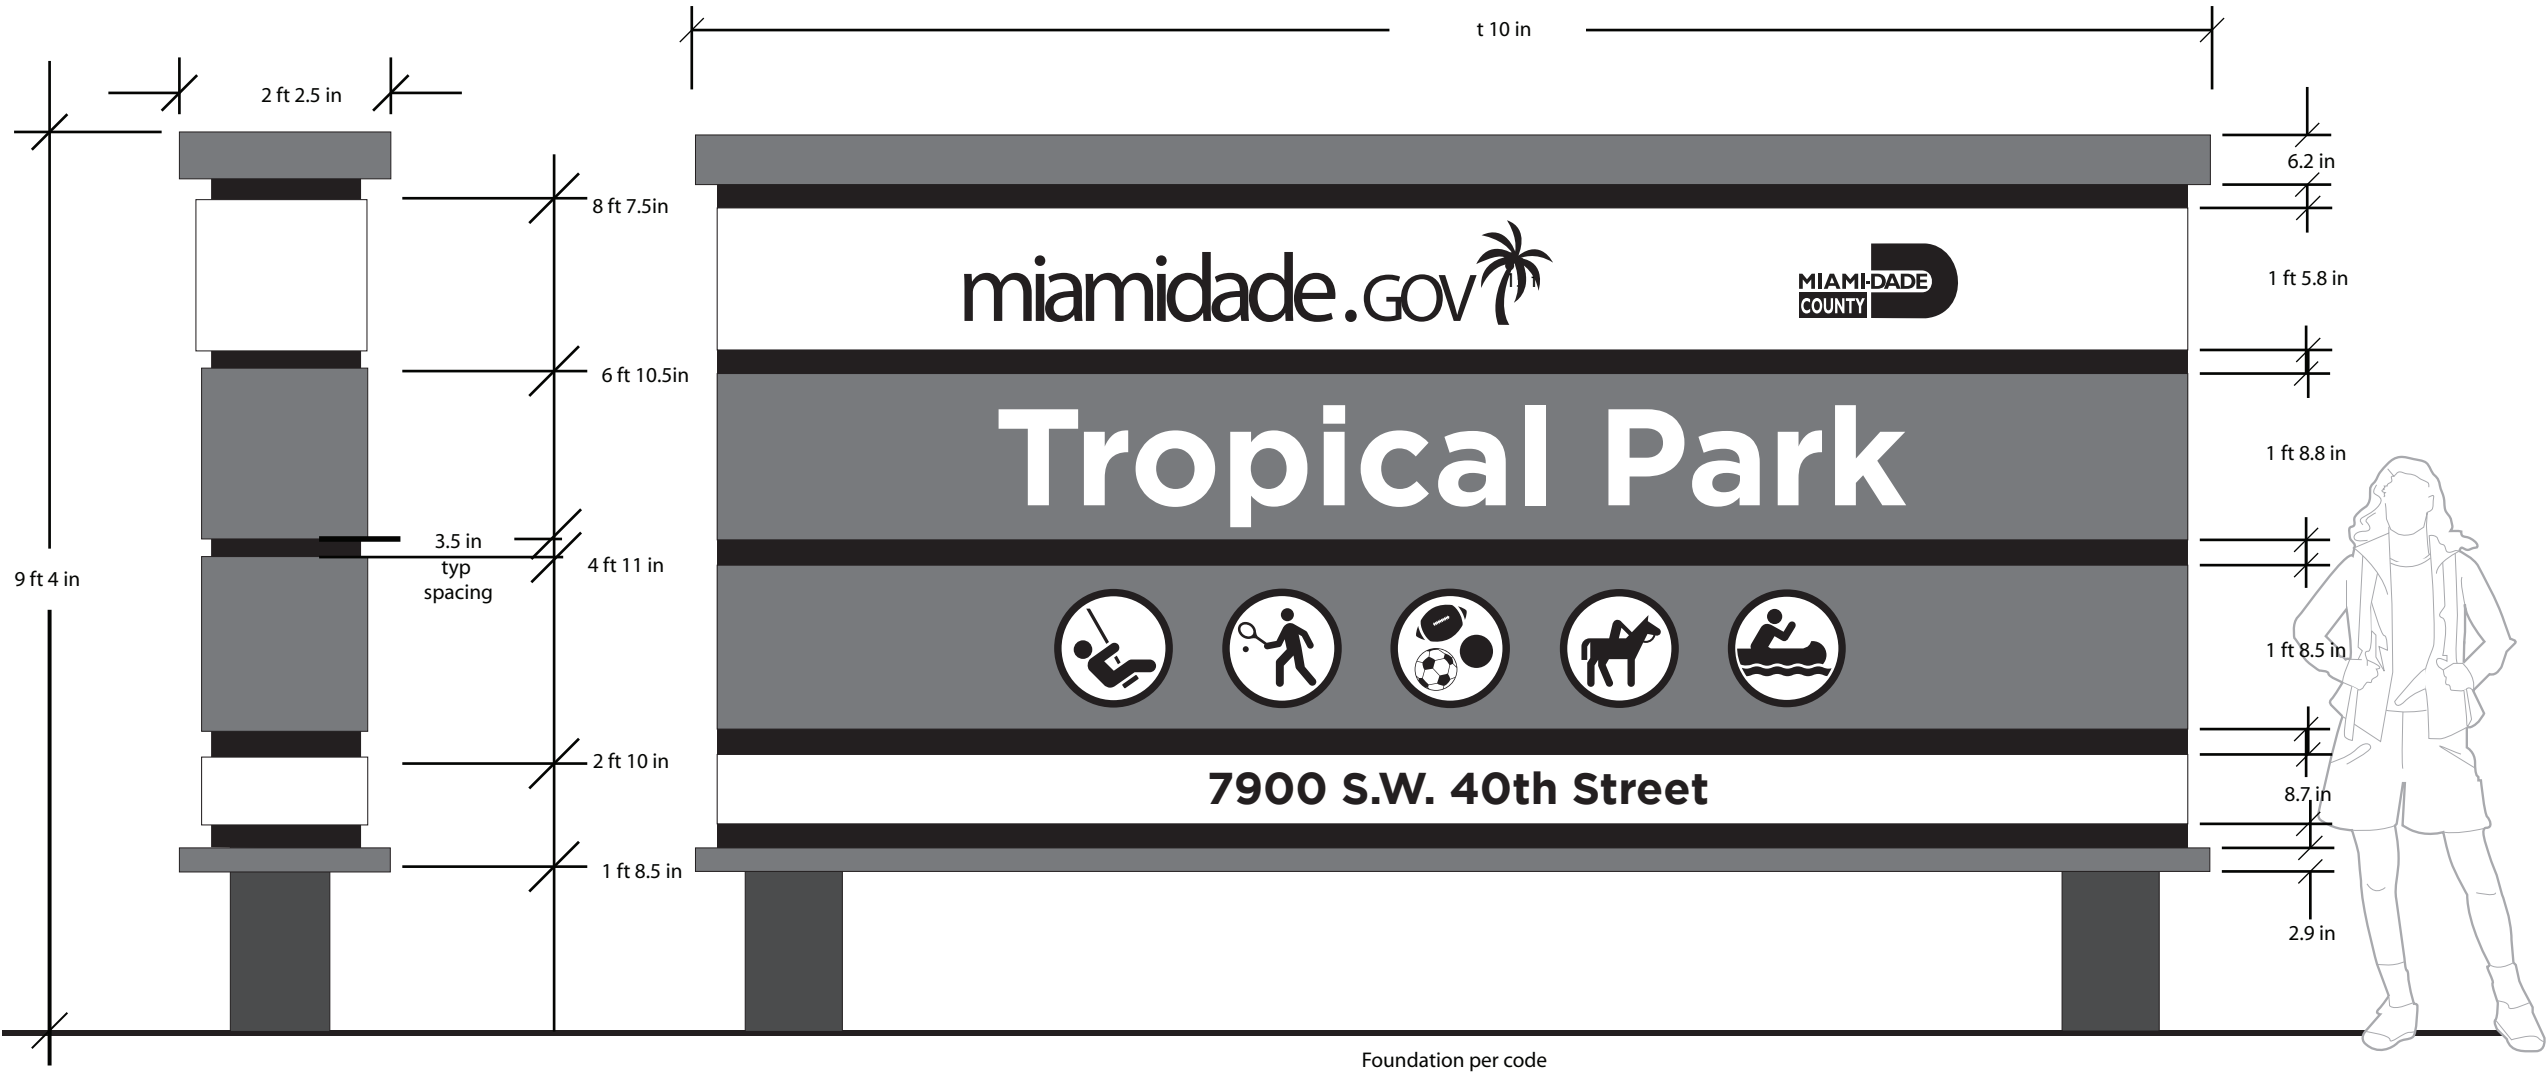 t 10 in
2 ft 2.5 in
6.2 in
8 ft 7.5in
miamidade.GOV
MIAMI-DADE
COUNTY
1 ft 5.8 in
6 ft 10.5in
Tropical Park
1 ft 8.8 in
3.5 in
typ
spacing
4 ft 11 in
9 ft 4 in
1 ft 8.5 in
2 ft 10 in
7900 S.W. 40th Street
8.7 in
1 ft 8.5 in
2.9 in
Foundation per code